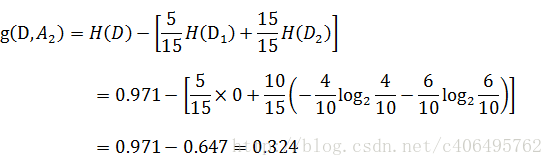 g(D,A₂) = H(D) − [5/15 H(D₁) + 15/15 H(D₂)]
= 0.971 − [5/15 × 0 + 10/15(−4/10 log₂ 4/10 − 6/10 log₂ 6/10)]
= 0.971 − 0.647 = 0.324
http://blog.csdn.net/c406495762